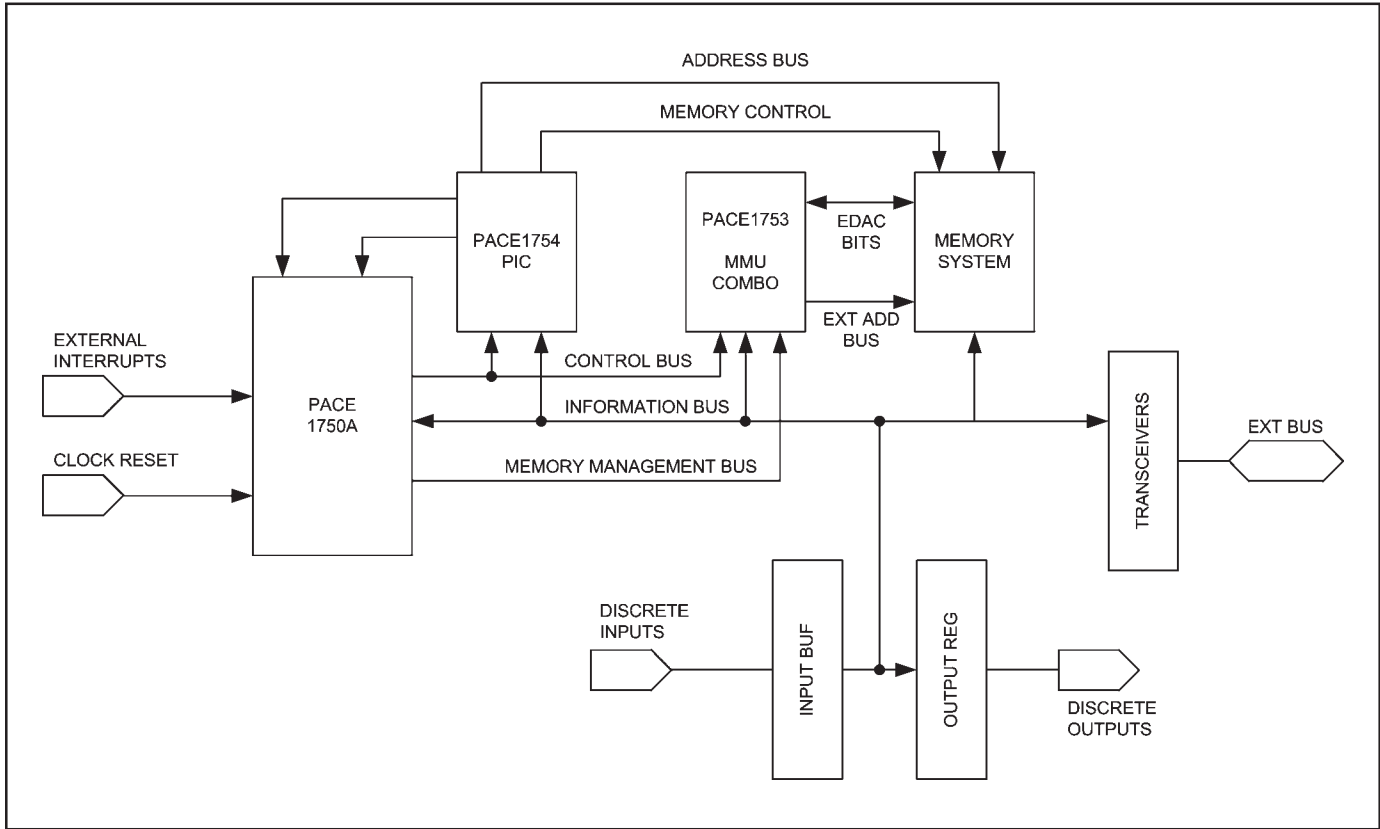 ADDRESS BUS
MEMORY CONTROL
PACE1754
PIC
PACE1753
MMU
COMBO
EDAC
BITS
EXT ADD
BUS
MEMORY
SYSTEM
EXTERNAL
INTERRUPTS
CLOCK RESET
PACE
1750A
CONTROL BUS
INFORMATION BUS
MEMORY MANAGEMENT BUS
TRANSCEIVERS
EXT BUS
DISCRETE
INPUTS
INPUT BUF
OUTPUT REG
DISCRETE
OUTPUTS